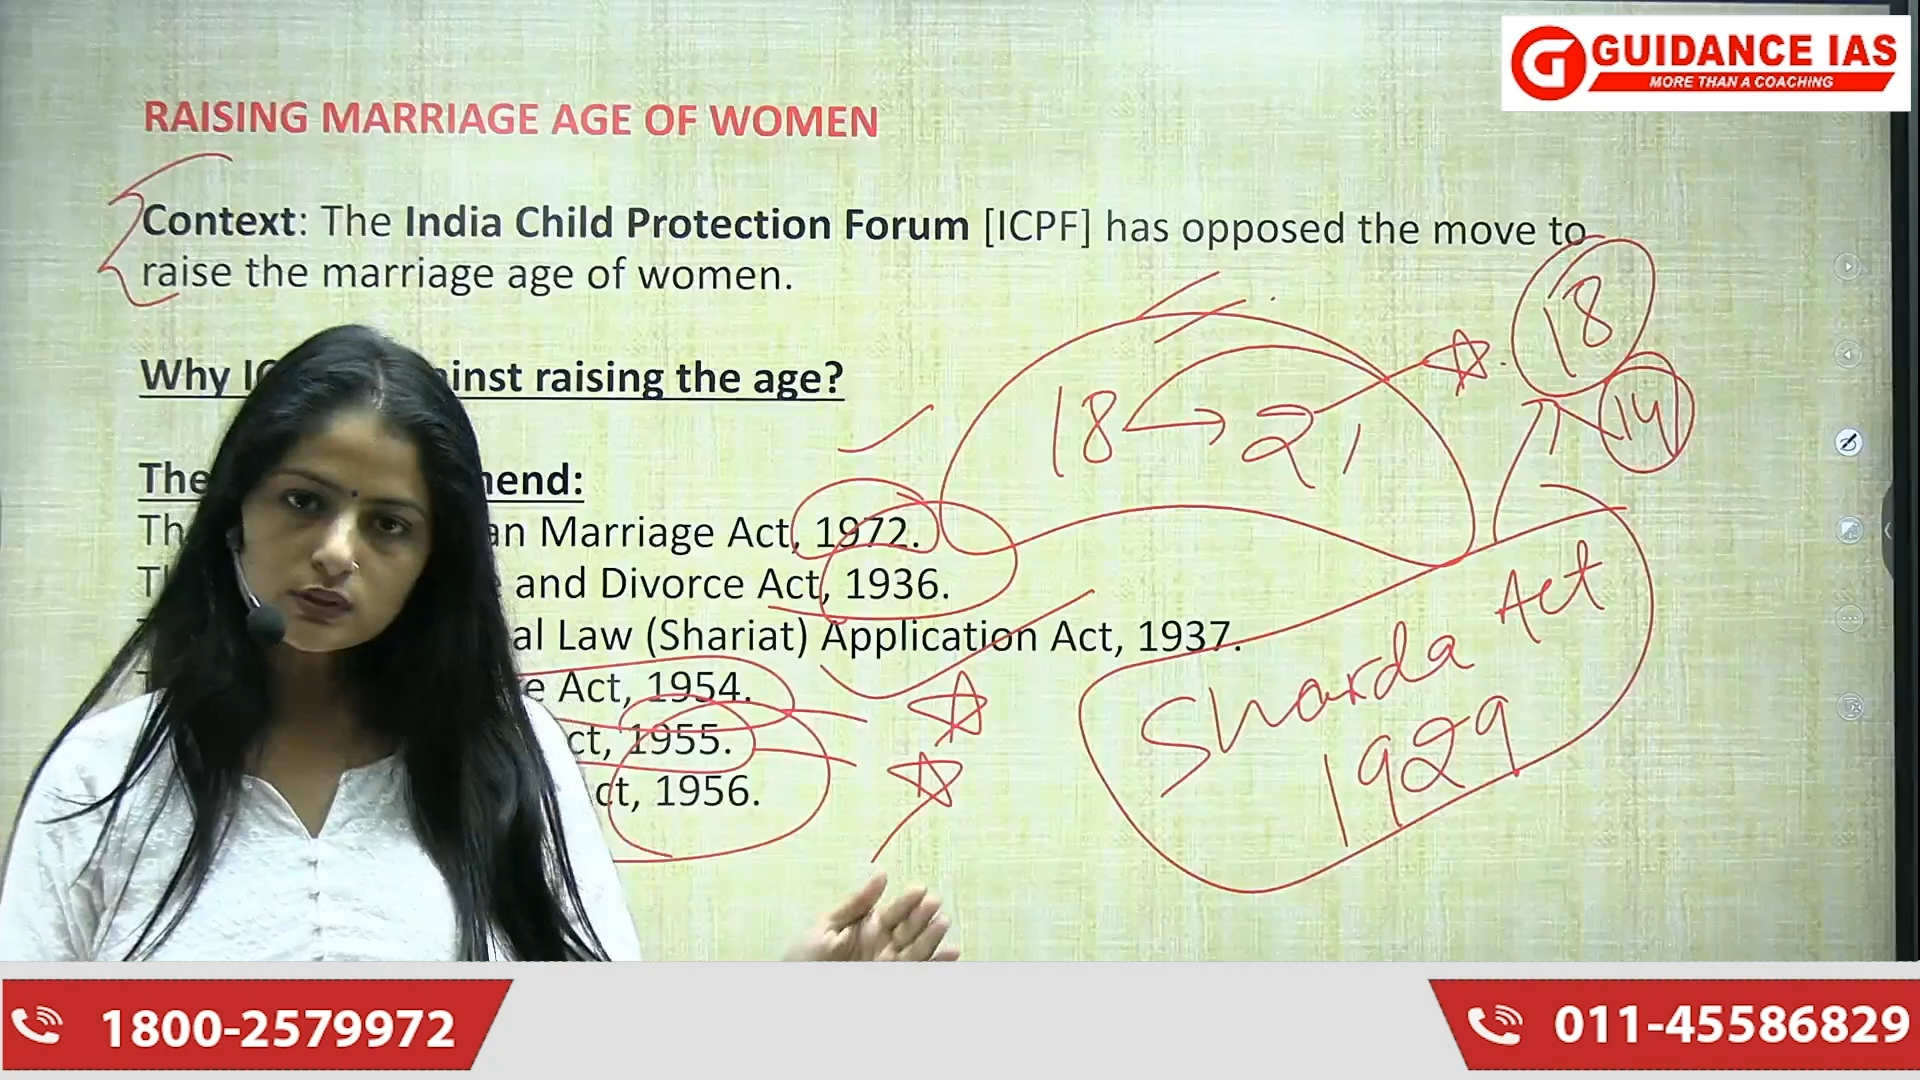 GUIDANCE IAS
MORE THAN A COACHING
RAISING MARRIAGE AGE OF WOMEN
Context: The India Child Protection Forum [ICPF] has opposed the move to
raise the marriage age of women.
18
14
Why inst raising the age?
18 → 21
The end:
an Marriage Act, 1972.
and Divorce Act, 1936.
al Law (Shariat) Application Act, 1937.
e Act, 1954.
ct, 1955.
ct, 1956.
Sharda Act
1929
1800-2579972
011-45586829